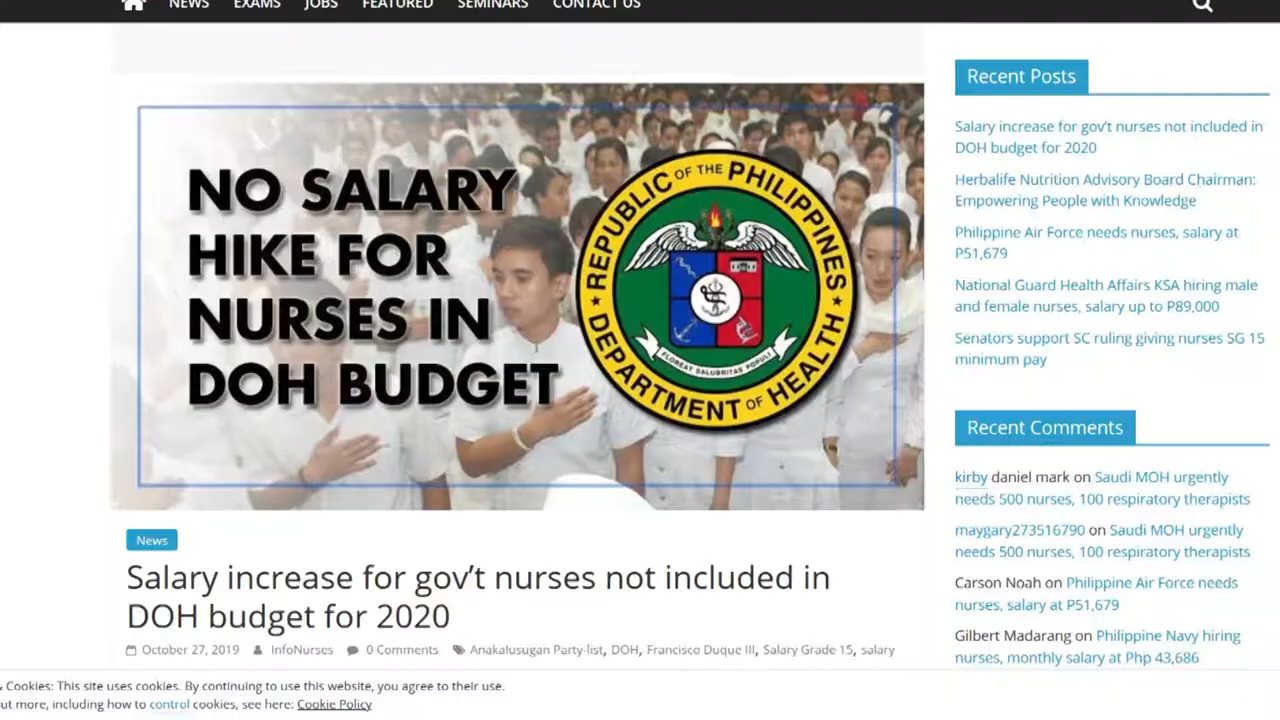 NEWS EXAMS JOBS FEATURED SEMINARS CONTACT US
NO SALARY
HIKE FOR
NURSES IN
DOH BUDGET
REPUBLIC OF THE PHILIPPINES
DEPARTMENT OF HEALTH
FLOREAT SALUBRITAS POPULI
News
Salary increase for gov’t nurses not included in
DOH budget for 2020
October 27, 2019 InfoNurses 0 Comments Anakalusugan Party-list, DOH, Francisco Duque III, Salary Grade 15, salary
Recent Posts
Salary increase for gov’t nurses not included in
DOH budget for 2020
Herbalife Nutrition Advisory Board Chairman:
Empowering People with Knowledge
Philippine Air Force needs nurses, salary at
P51,679
National Guard Health Affairs KSA hiring male
and female nurses, salary up to P89,000
Senators support SC ruling giving nurses SG 15
minimum pay
Recent Comments
kirby daniel mark on Saudi MOH urgently
needs 500 nurses, 100 respiratory therapists
maygary273516790 on Saudi MOH urgently
needs 500 nurses, 100 respiratory therapists
Carson Noah on Philippine Air Force needs
nurses, salary at P51,679
Gilbert Madarang on Philippine Navy hiring
nurses, monthly salary at Php 43,686
& Cookies: This site uses cookies. By continuing to use this website, you agree to their use.
out more, including how to control cookies, see here: Cookie Policy